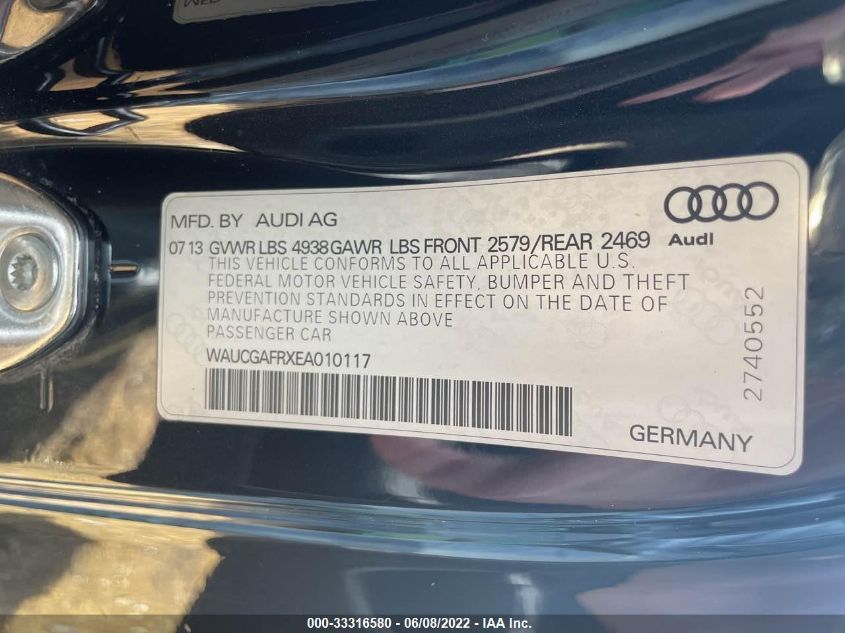 MFD. BY AUDI AG
07 13 GVWR LBS 4938 GAWR LBS FRONT 2579/REAR 2469
Audi
THIS VEHICLE CONFORMS TO ALL APPLICABLE U.S.
FEDERAL MOTOR VEHICLE SAFETY, BUMPER AND THEFT
PREVENTION STANDARDS IN EFFECT ON THE DATE OF
MANUFACTURE SHOWN ABOVE
PASSENGER CAR
WAUCGAFRXEA010117
2740552
GERMANY
000-33316580 - 06/08/2022 - IAA Inc.